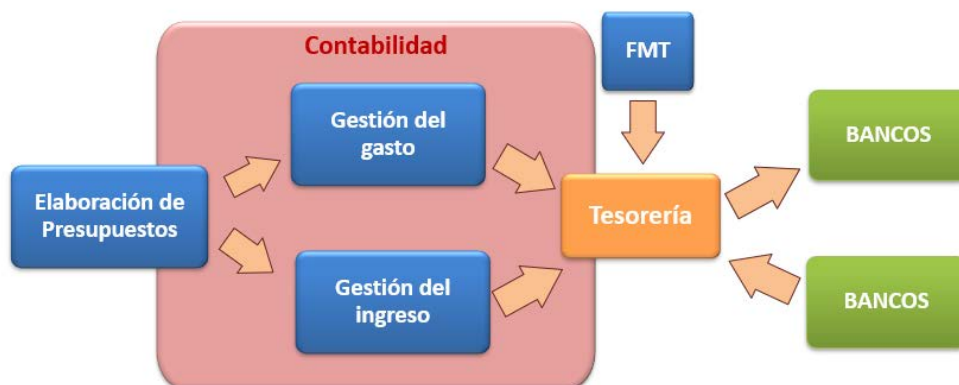 Contabilidad
FMT
Gestión del
gasto
BANCOS
Elaboración de
Presupuestos
Tesorería
Gestión del
ingreso
BANCOS